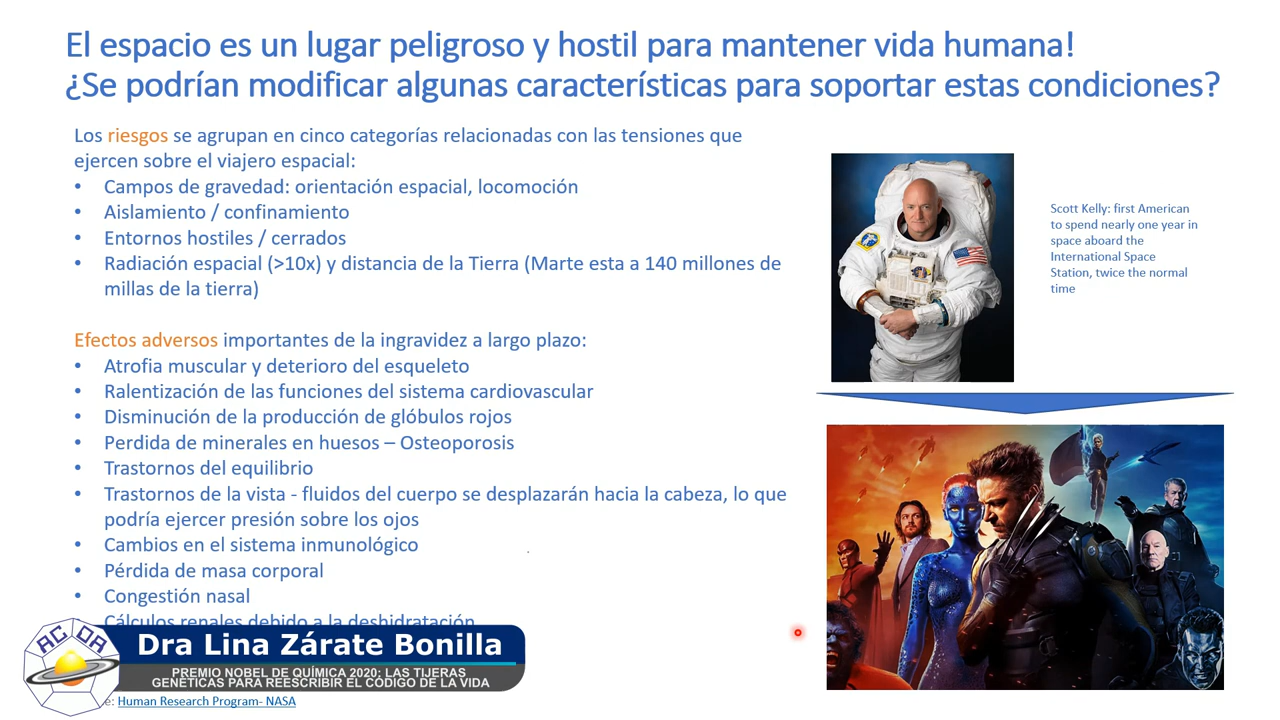 El espacio es un lugar peligroso y hostil para mantener vida humana!
¿Se podrían modificar algunas características para soportar estas condiciones?
Los riesgos se agrupan en cinco categorías relacionadas con las tensiones que
ejercen sobre el viajero espacial:
• Campos de gravedad: orientación espacial, locomoción
• Aislamiento / confinamiento
• Entornos hostiles / cerrados
• Radiación espacial (>10x) y distancia de la Tierra (Marte esta a 140 millones de
millas de la tierra)
Efectos adversos importantes de la ingravidez a largo plazo:
• Atrofia muscular y deterioro del esqueleto
• Ralentización de las funciones del sistema cardiovascular
• Disminución de la producción de glóbulos rojos
• Perdida de minerales en huesos – Osteoporosis
• Trastornos del equilibrio
• Trastornos de la vista - fluidos del cuerpo se desplazarán hacia la cabeza, lo que
podría ejercer presión sobre los ojos
• Cambios en el sistema inmunológico
• Pérdida de masa corporal
• Congestión nasal
Cálculos renales debido a la deshidratación
Scott Kelly: first American
to spend nearly one year in
space aboard the
International Space
Station, twice the normal
time
ACDA
Dra Lina Zárate Bonilla
PREMIO NOBEL DE QUÍMICA 2020: LAS TIJERAS
GENÉTICAS PARA REESCRIBIR EL CÓDIGO DE LA VIDA
e: Human Research Program- NASA